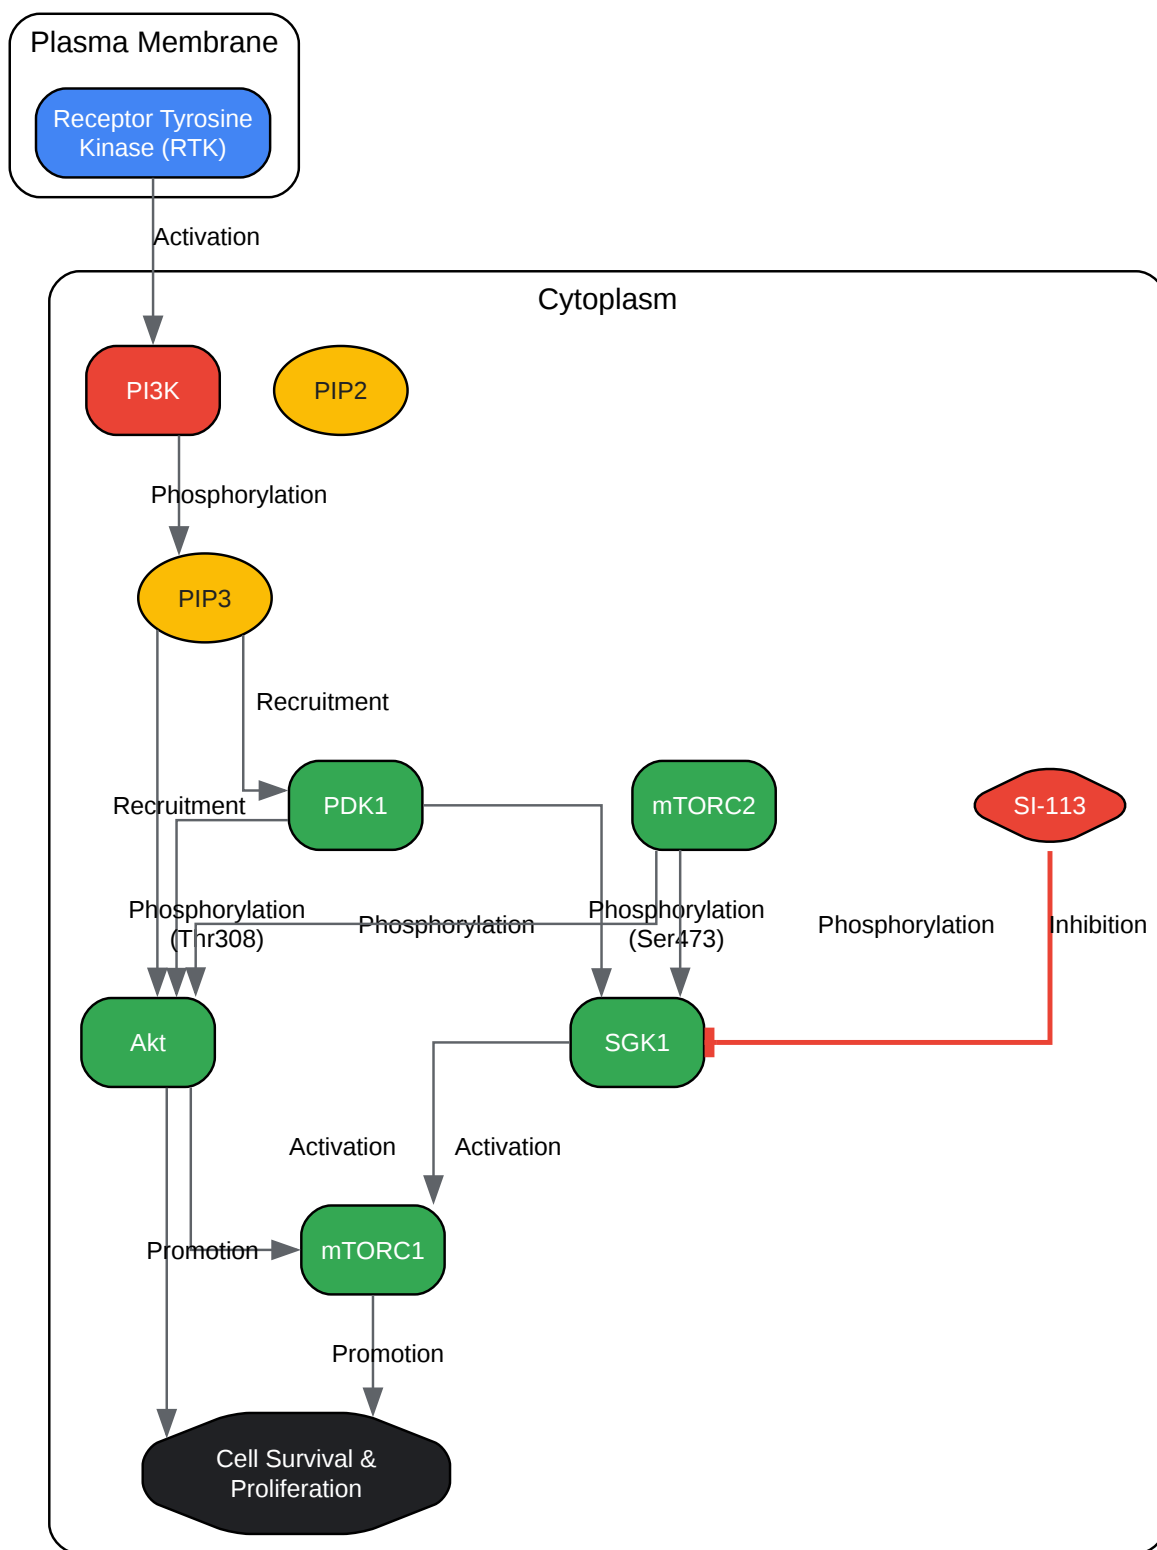 Plasma Membrane
Receptor Tyrosine
Kinase (RTK)
Activation
Cytoplasm
PI3K
PIP2
Phosphorylation
PIP3
Recruitment
Recruitment
PDK1
mTORC2
SI-113
Phosphorylation
(Thr308)
Phosphorylation
Phosphorylation
(Ser473)
Phosphorylation
Inhibition
Akt
SGK1
Activation
Activation
Promotion
mTORC1
Promotion
Cell Survival &
Proliferation